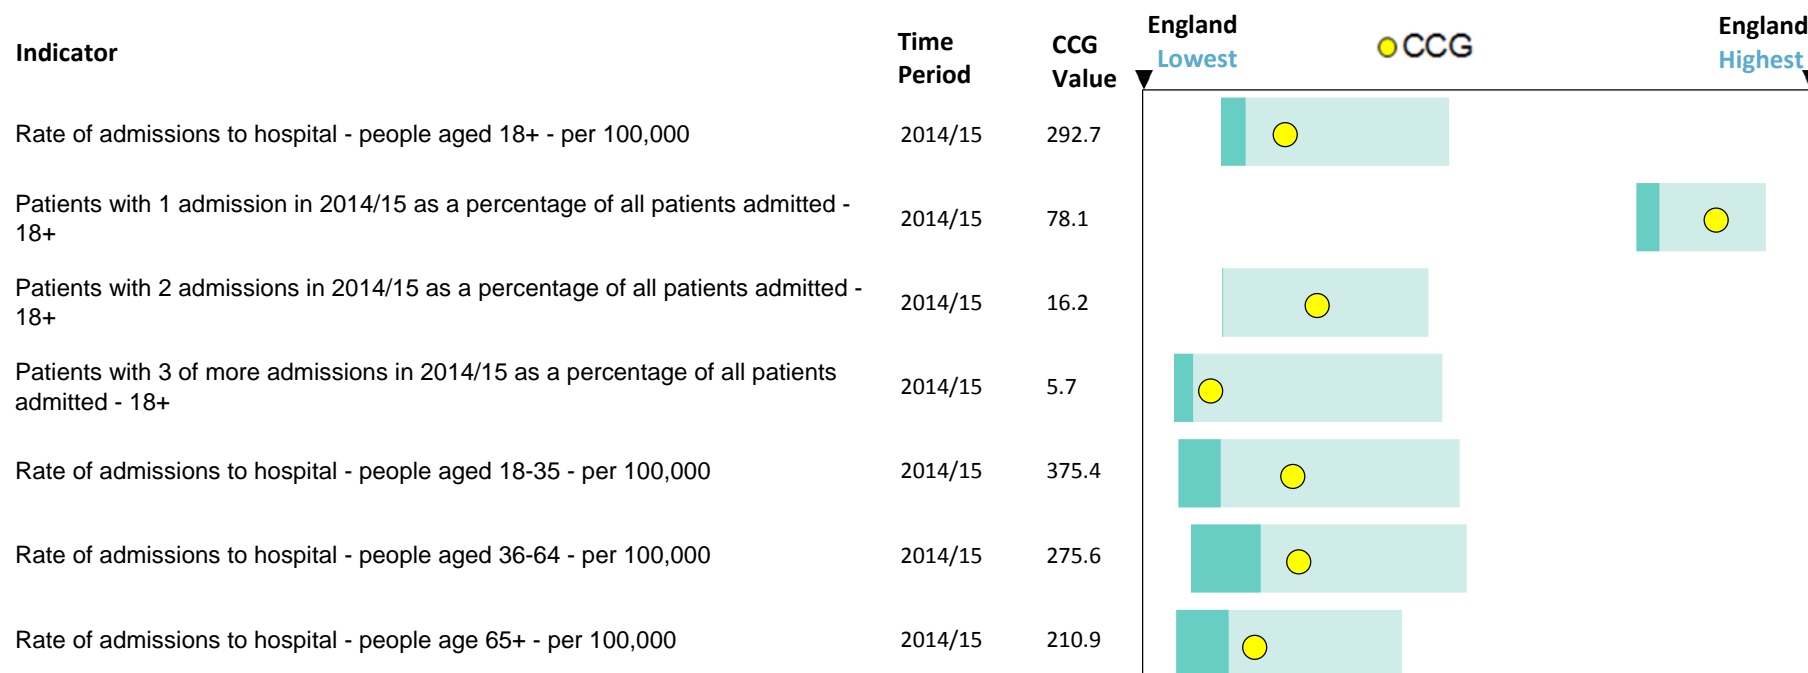 Indicator
Time
Period
CCG
Value
England
Lowest
CCG
England
Highest
Rate of admissions to hospital - people aged 18+ - per 100,000 2014/15 292.7
Patients with 1 admission in 2014/15 as a percentage of all patients admitted -
18+
2014/15 78.1
Patients with 2 admissions in 2014/15 as a percentage of all patients admitted -
18+
2014/15 16.2
Patients with 3 of more admissions in 2014/15 as a percentage of all patients
admitted - 18+
2014/15 5.7
Rate of admissions to hospital - people aged 18-35 - per 100,000 2014/15 375.4
Rate of admissions to hospital - people aged 36-64 - per 100,000 2014/15 275.6
Rate of admissions to hospital - people age 65+ - per 100,000 2014/15 210.9